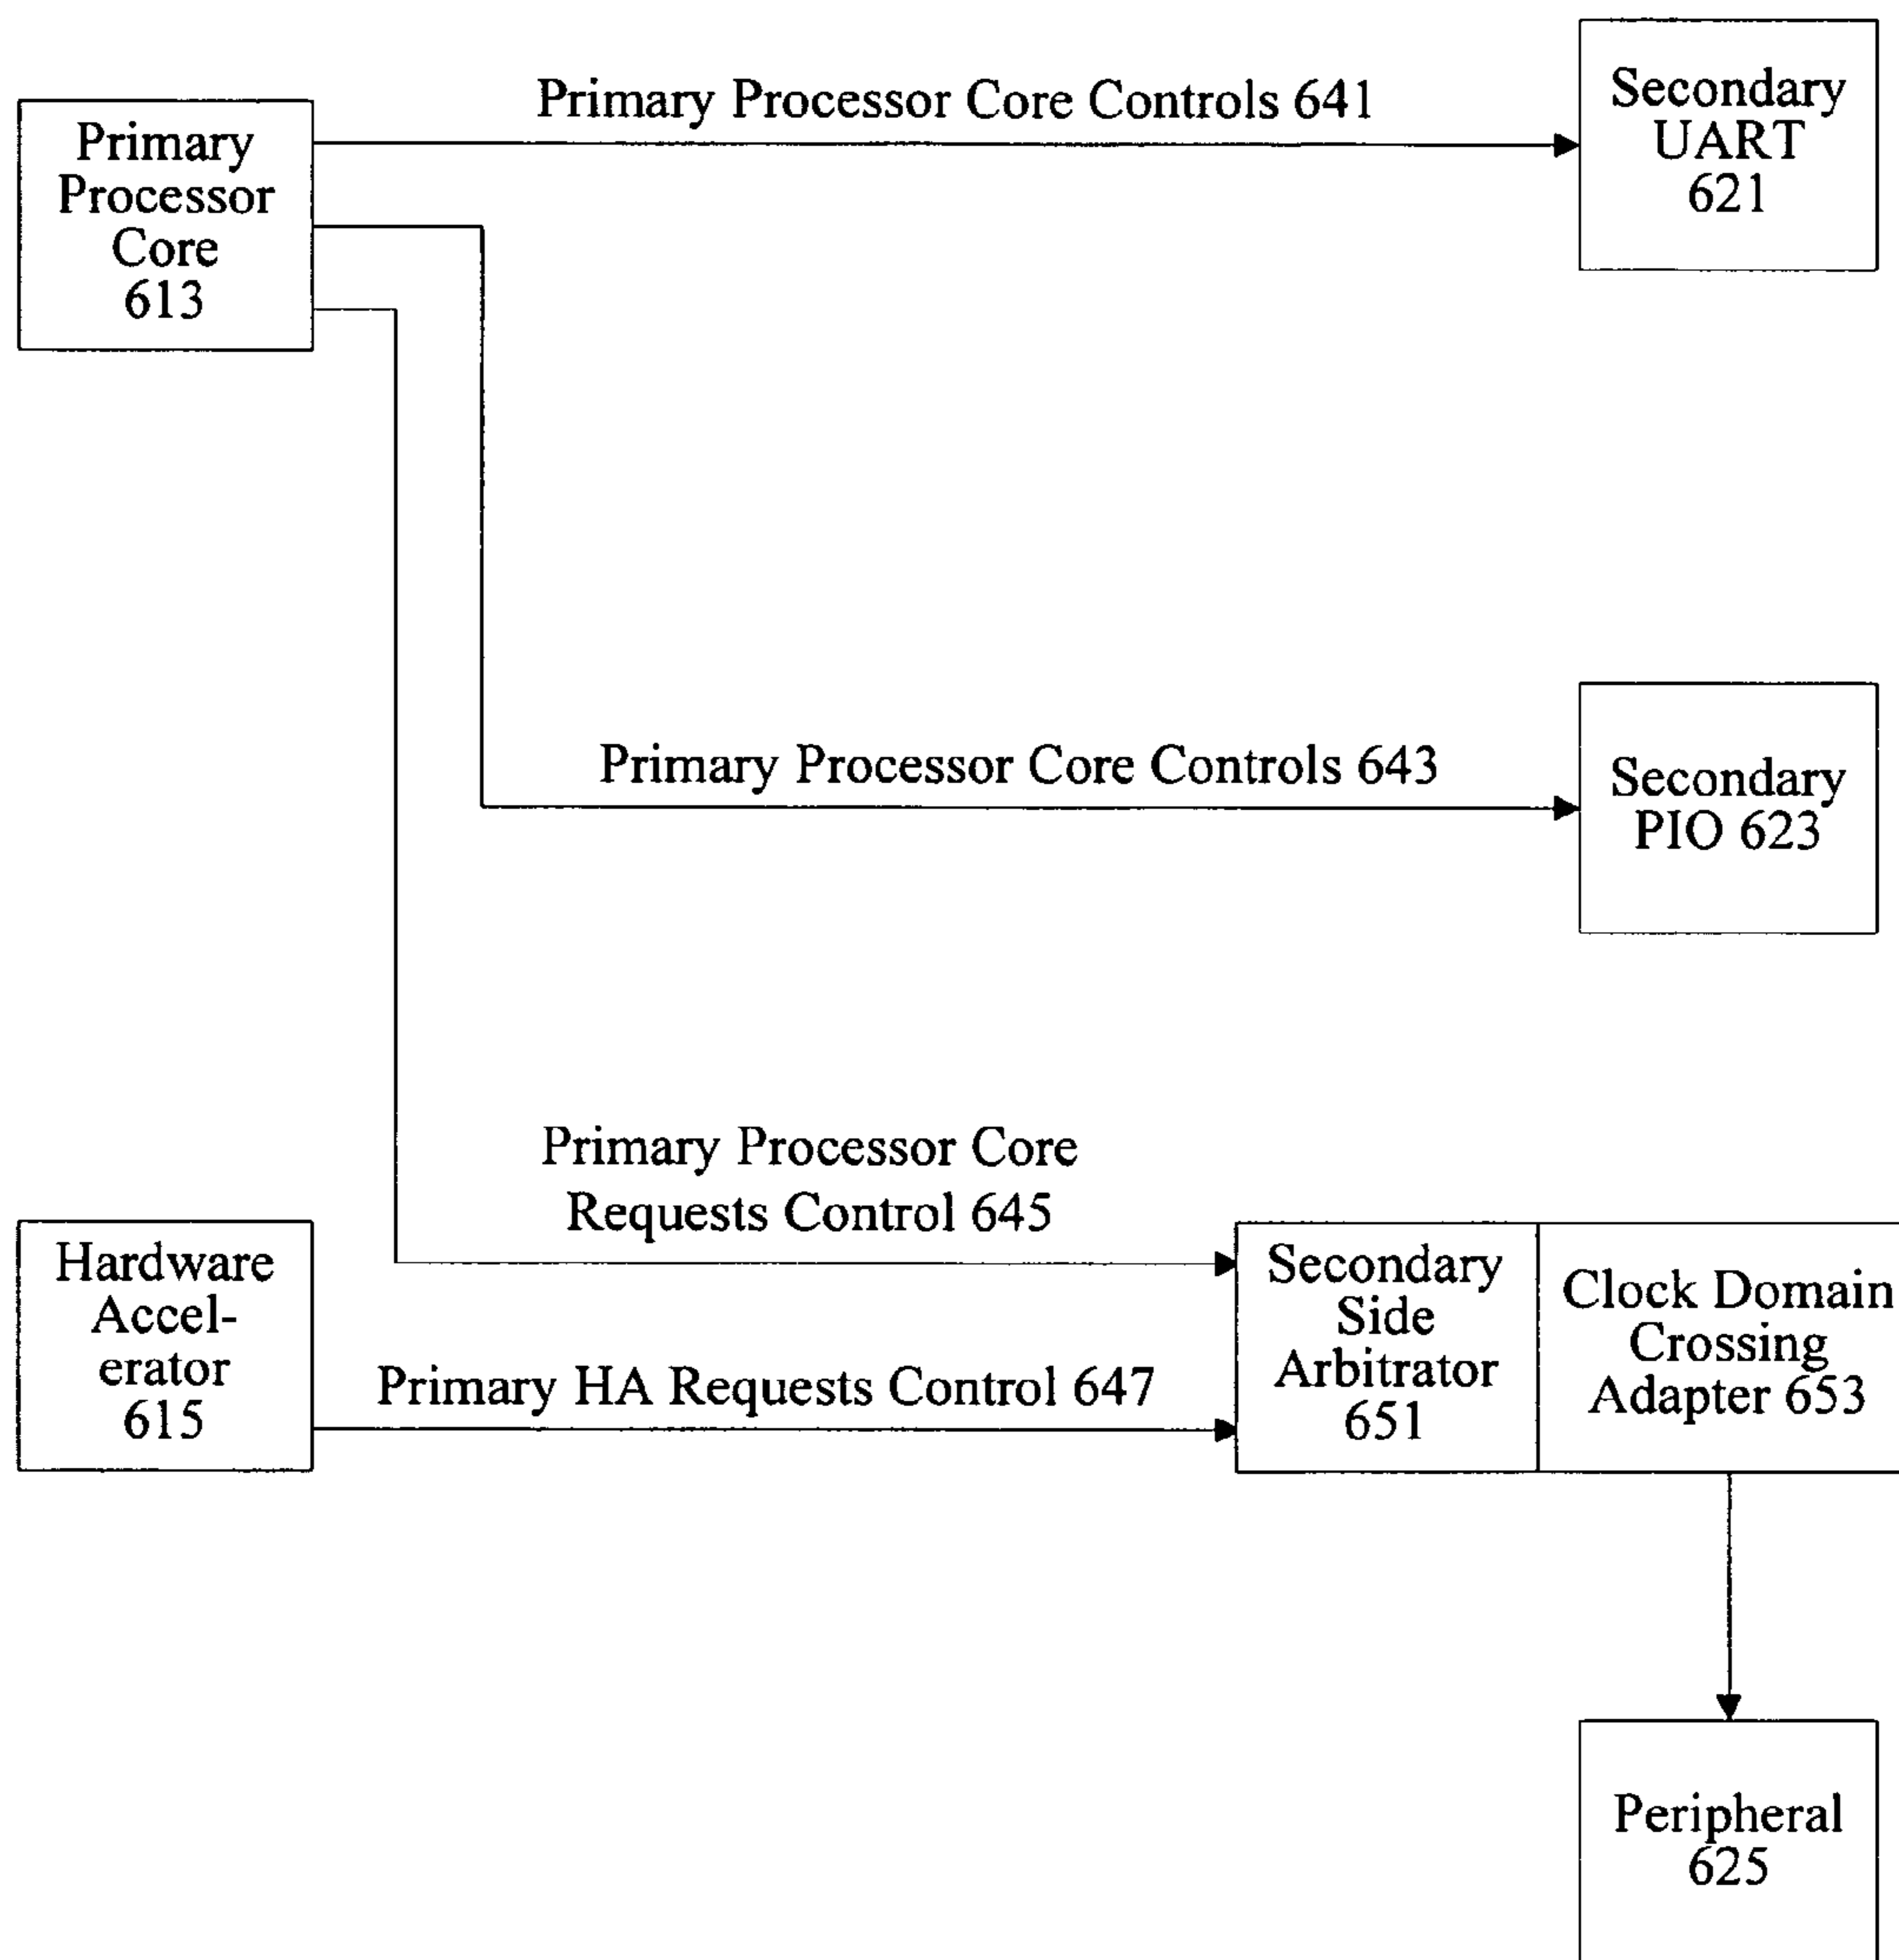 Primary Processor Core Controls 641
Primary
Processor
Core
613
Secondary
UART
621
Primary Processor Core Controls 643
Secondary
PIO 623
Primary Processor Core
Requests Control 645
Hardware
Accel-
erator
615
Primary HA Requests Control 647
Secondary
Side
Arbitrator
651
Clock Domain
Crossing
Adapter 653
Peripheral
625